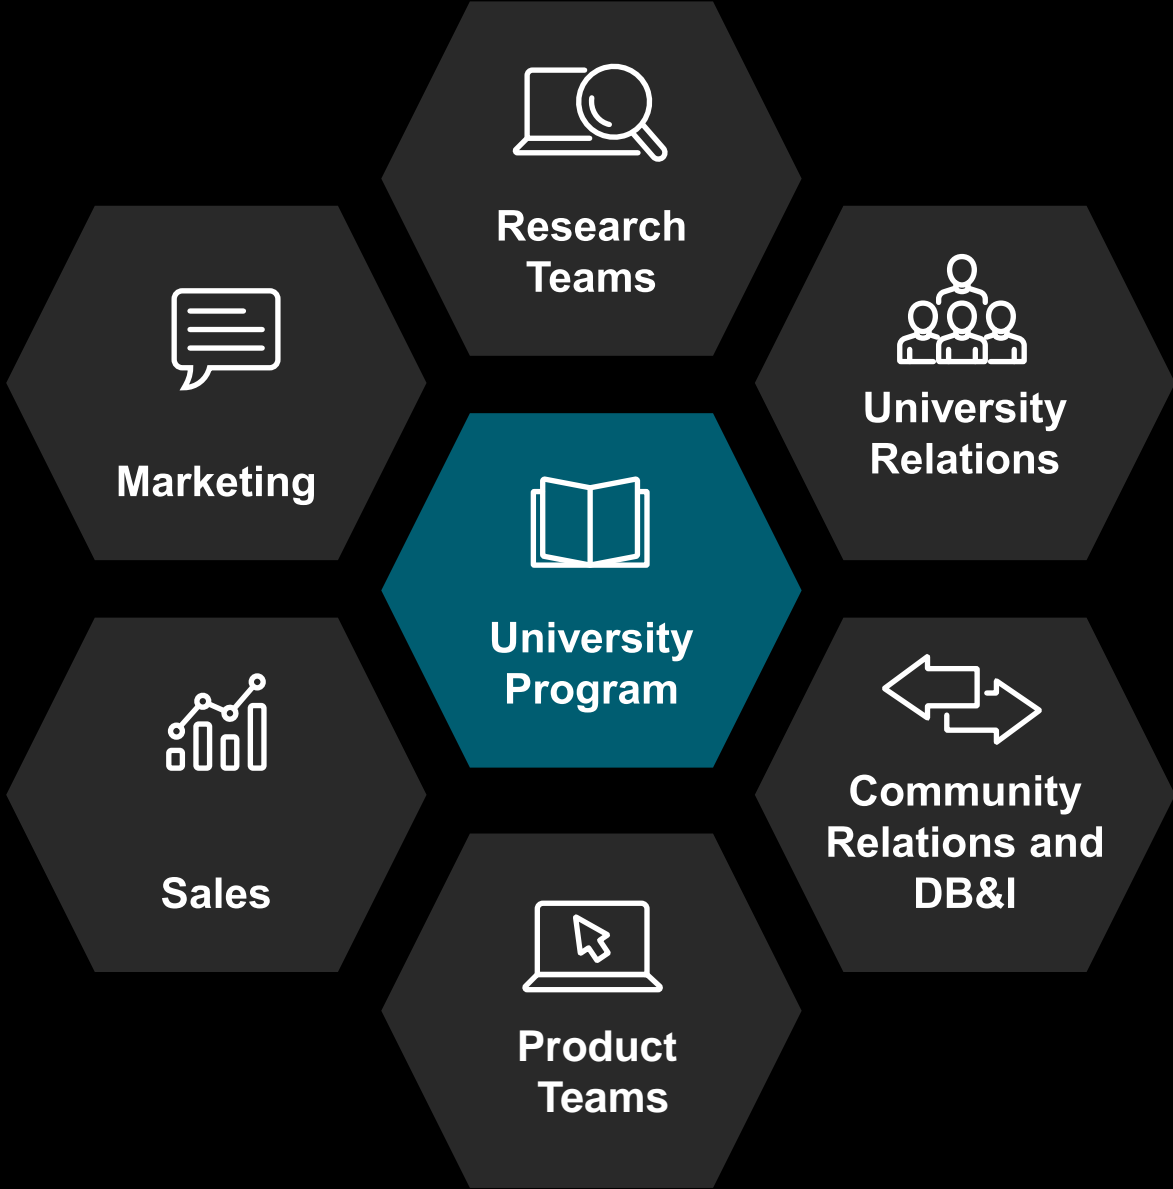 Research
Teams
Marketing
University
Relations
University
Program
Sales
Community
Relations and
DB&I
Product
Teams